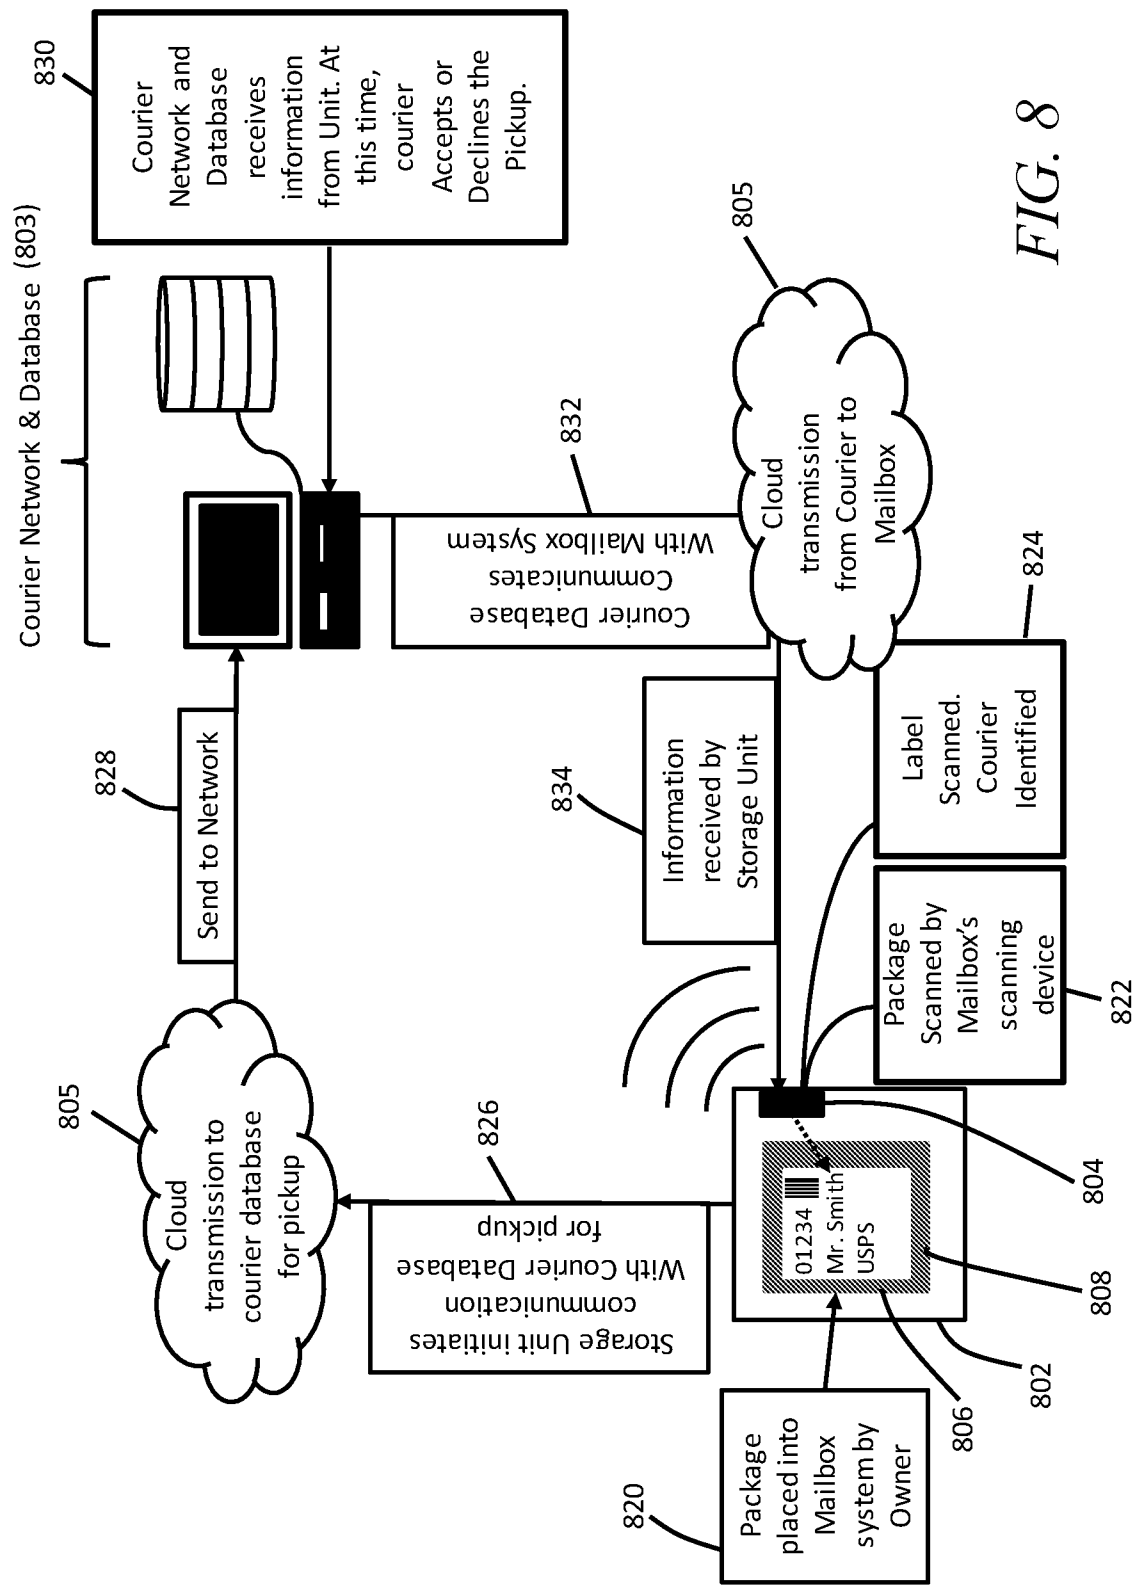 Courier Network & Database (803)
830
Courier
Network and
Database
receives
information
from Unit. At
this time,
courier
Accepts or
Declines the
Pickup.
828
Send to Network
805
Cloud
transmission to
courier database
for pickup
826
Storage Unit initiates
communication
With Courier Database
for pickup
832
Courier Database
Communicates
With Mailbox System
805
Cloud
transmission
from Courier to
Mailbox
834
Information
received by
Storage Unit
824
Label
Scanned.
Courier
Identified
822
Package
Scanned by
Mailbox's
scanning
device
01234
Mr. Smith
USPS
804
808
802
806
820
Package
placed into
Mailbox
system by
Owner
FIG. 8